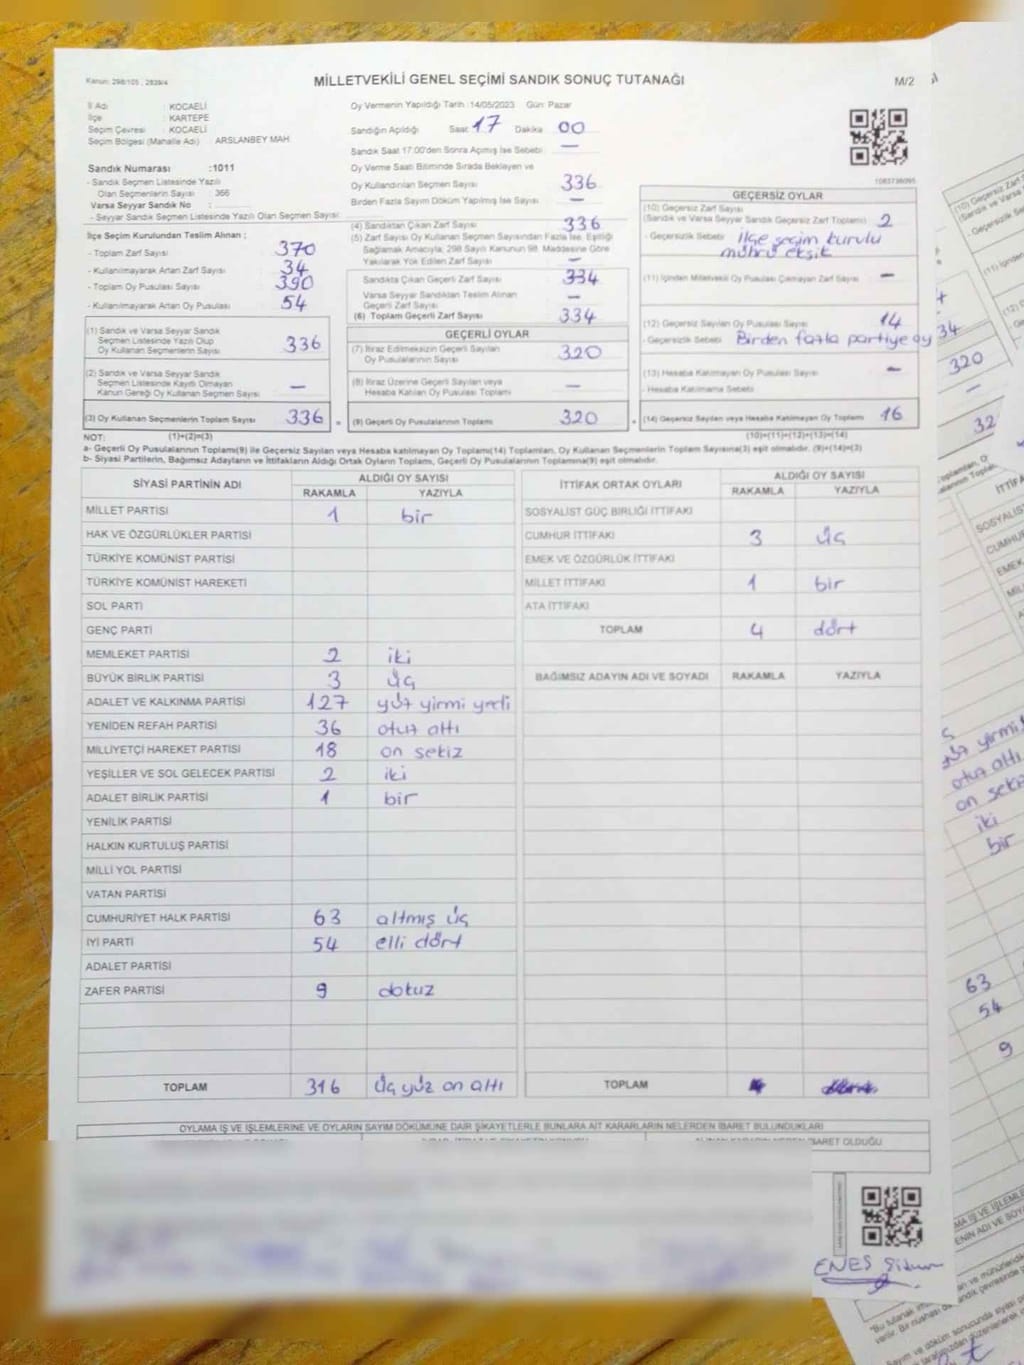 Kanun: 298/105 , 2839/4
MİLLETVEKİLİ GENEL SEÇİMİ SANDIK SONUÇ TUTANAĞI
M/2
İl Adı : KOCAELİ
İlçe : KARTEPE
Seçim Çevresi : KOCAELİ
Seçim Bölgesi (Mahalle Adı) : ARSLANBEY MAH
Sandık Numarası :1011
- Sandık Seçmen Listesinde Yazılı
Olan Seçmenlerin Sayısı : 366
Varsa Seyyar Sandık No :
- Seyyar Sandık Seçmen Listesinde Yazılı Olan Seçmen Sayısı:
İlçe Seçim Kurulundan Teslim Alınan ;
- Toplam Zarf Sayısı : 370
- Kullanılmayarak Artan Zarf Sayısı : 34
- Toplam Oy Pusulası Sayısı : 390
- Kullanılmayarak Artan Oy Pusulası : 54
(1) Sandık ve Varsa Seyyar Sandık
Seçmen Listesinde Yazılı Olup
Oy Kullanan Seçmenlerin Sayısı 336
(2) Sandık ve Varsa Seyyar Sandık
Seçmen Listesinde Kayıtlı Olmayan
Kanun Gereği Oy Kullanan Seçmen Sayısı —
(3) Oy Kullanan Seçmenlerin Toplam Sayısı 336
Oy Vermenin Yapıldığı Tarih :14/05/2023 Gün: Pazar
Sandığın Açıldığı Saat 17 Dakika 00
Sandık Saat 17:00'den Sonra Açılmış İse Sebebi: —
Oy Verme Saati Bitiminde Sırada Bekleyen ve
Oy Kullandırılan Seçmen Sayısı 336
Birden Fazla Sayım Döküm Yapılmış İse Sayısı —
(4) Sandıktan Çıkan Zarf Sayısı 336
(5) Zarf Sayısı Oy Kullanan Seçmen Sayısından Fazla İse, Eşitliği
Sağlamak Amacıyla; 298 Sayılı Kanunun 98. Maddesine Göre
Yakılarak Yok Edilen Zarf Sayısı —
Sandıkta Çıkan Geçerli Zarf Sayısı 334
Varsa Seyyar Sandıktan Teslim Alınan
Geçerli Zarf Sayısı —
(6) Toplam Geçerli Zarf Sayısı 334
GEÇERLİ OYLAR
(7) İtiraz Edilmeksizin Geçerli Sayılan
Oy Pusulalarının Sayısı 320
(8) İtiraz Üzerine Geçerli Sayılan veya
Hesaba Katılan Oy Pusulası Toplamı —
(9) Geçerli Oy Pusulalarının Toplamı 320
1083736095
GEÇERSİZ OYLAR
(10) Geçersiz Zarf Sayısı
(Sandık ve Varsa Seyyar Sandık Geçersiz Zarf Toplamı) 2
- Geçersizlik Sebebi : ilçe seçim kurulu
mührü eksik
(11) İçinden Milletvekili Oy Pusulası Çıkmayan Zarf Sayısı —
(12) Geçersiz Sayılan Oy Pusulası Sayısı 14
- Geçersizlik Sebebi Birden fazla partiye oy
(13) Hesaba Katılmayan Oy Pusulası Sayısı —
- Hesaba Katılmama Sebebi
(14) Geçersiz Sayılan veya Hesaba Katılmayan Oy Toplamı 16
NOT: (1)+(2)=(3) (10)+(11)+(12)+(13)=(14)
a- Geçerli Oy Pusulalarının Toplamı(9) ile Geçersiz Sayılan veya Hesaba katılmayan Oy Toplamı(14) Toplamları, Oy Kullanan Seçmenlerin Toplam Sayısına(3) eşit olmalıdır. (9)+(14)=(3)
b- Siyasi Partilerin, Bağımsız Adayların ve İttifakların Aldığı Ortak Oyların Toplamı, Geçerli Oy Pusulalarının Toplamına(9) eşit olmalıdır.
SİYASİ PARTİNİN ADI ALDIĞI OY SAYISI
RAKAMLA YAZIYLA
MİLLET PARTİSİ 1 bir
HAK VE ÖZGÜRLÜKLER PARTİSİ
TÜRKİYE KOMÜNİST PARTİSİ
TÜRKİYE KOMÜNİST HAREKETİ
SOL PARTİ
GENÇ PARTİ
MEMLEKET PARTİSİ 2 iki
BÜYÜK BİRLİK PARTİSİ 3 üç
ADALET VE KALKINMA PARTİSİ 127 yüz yirmi yedi
YENİDEN REFAH PARTİSİ 36 otuz altı
MİLLİYETÇİ HAREKET PARTİSİ 18 on sekiz
YEŞİLLER VE SOL GELECEK PARTİSİ 2 iki
ADALET BİRLİK PARTİSİ 1 bir
YENİLİK PARTİSİ
HALKIN KURTULUŞ PARTİSİ
MİLLİ YOL PARTİSİ
VATAN PARTİSİ
CUMHURİYET HALK PARTİSİ 63 altmış üç
İYİ PARTİ 54 elli dört
ADALET PARTİSİ
ZAFER PARTİSİ 9 dokuz
TOPLAM 316 üç yüz on altı
İTTİFAK ORTAK OYLARI ALDIĞI OY SAYISI
RAKAMLA YAZIYLA
SOSYALİST GÜÇ BİRLİĞİ İTTİFAKI
CUMHUR İTTİFAKI 3 üç
EMEK VE ÖZGÜRLÜK İTTİFAKI
MİLLET İTTİFAKI 1 bir
ATA İTTİFAKI
TOPLAM 4 dört
BAĞIMSIZ ADAYIN ADI VE SOYADI RAKAMLA YAZIYLA
TOPLAM
OYLAMA İŞ VE İŞLEMLERİNE VE OYLARIN SAYIM DÖKÜMÜNE DAİR ŞİKAYETLERLE BUNLARA AİT KARARLARIN NELERDEN İBARET BULUNDUKLARI
İBARET OLDUĞU
ENES
34
320
32
yüz yirmi
otuz altı
on sekiz
iki
bir
63
54
9